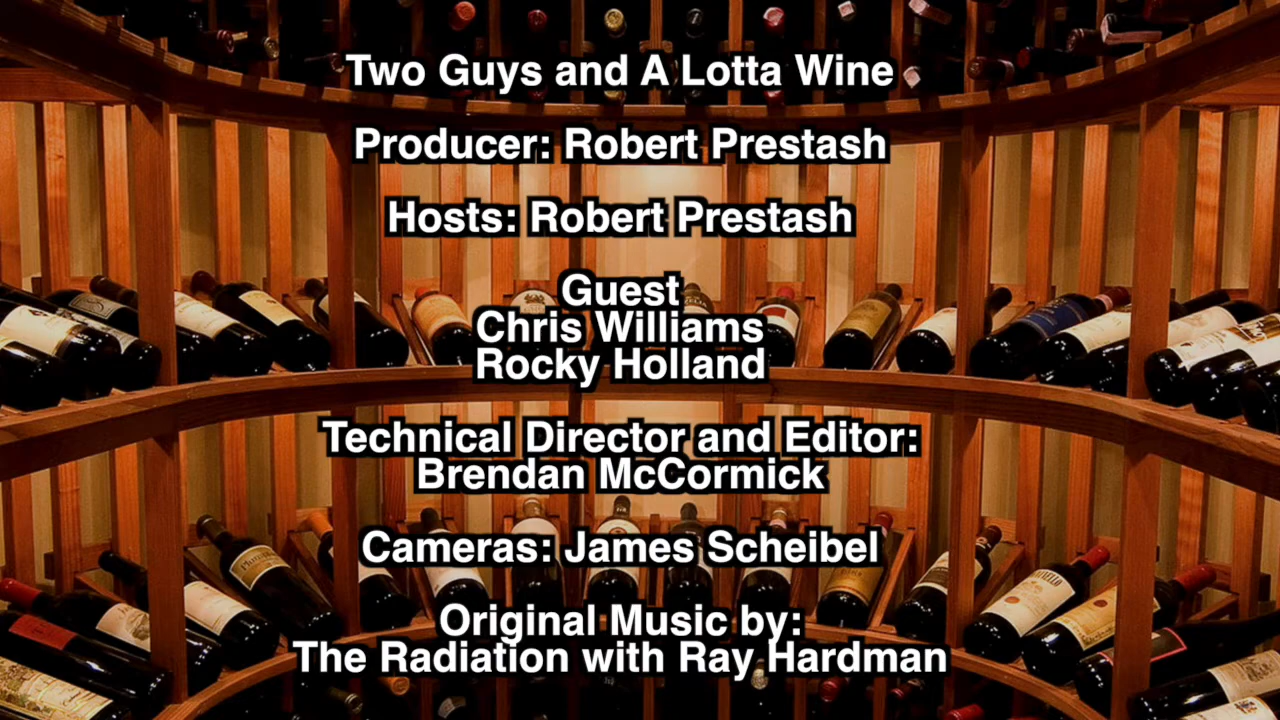 Two Guys and A Lotta Wine
Producer: Robert Prestash
Hosts: Robert Prestash
Guest
Chris Williams
Rocky Holland
Technical Director and Editor:
Brendan McCormick
Cameras: James Scheibel
Original Music by:
The Radiation with Ray Hardman